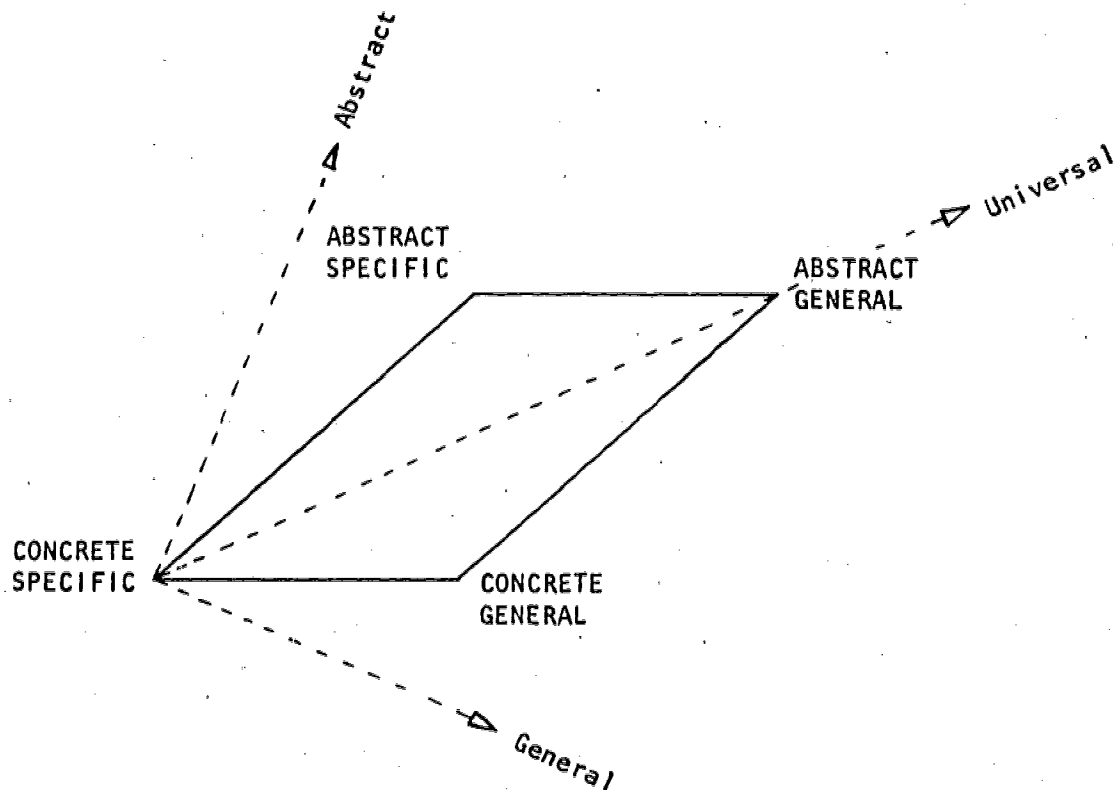 Abstract
Universal
ABSTRACT
SPECIFIC
ABSTRACT
GENERAL
CONCRETE
SPECIFIC
CONCRETE
GENERAL
General